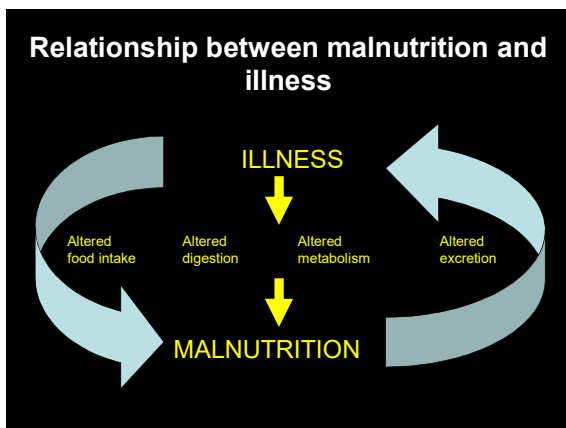 Relationship between malnutrition and
illness
ILLNESS
Altered
food intake
Altered
digestion
Altered
metabolism
Altered
excretion
MALNUTRITION